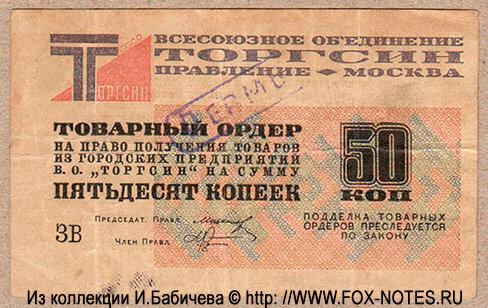 СССР
ТОРГСИН
ВСЕСОЮЗНОЕ ОБЪЕДИНЕНИЕ
ТОРГСИН
ПРАВЛЕНИЕ • МОСКВА
ПЕРМЬ
ТОВАРНЫЙ ОРДЕР
НА ПРАВО ПОЛУЧЕНИЯ ТОВАРОВ
ИЗ ГОРОДСКИХ ПРЕДПРИЯТИЙ
В. О. „ТОРГСИН" НА СУММУ
ПЯТЬДЕСЯТ КОПЕЕК
50
КОП
ПРЕДСЕДАТ. ПРАВЛ.
ЗВ
ЧЛЕН ПРАВЛ.
ПОДДЕЛКА ТОВАРНЫХ
ОРДЕРОВ ПРЕСЛЕДУЕТСЯ
ПО ЗАКОНУ
Из коллекции И.Бабичева © http: //WWW.FOX-NOTES.RU